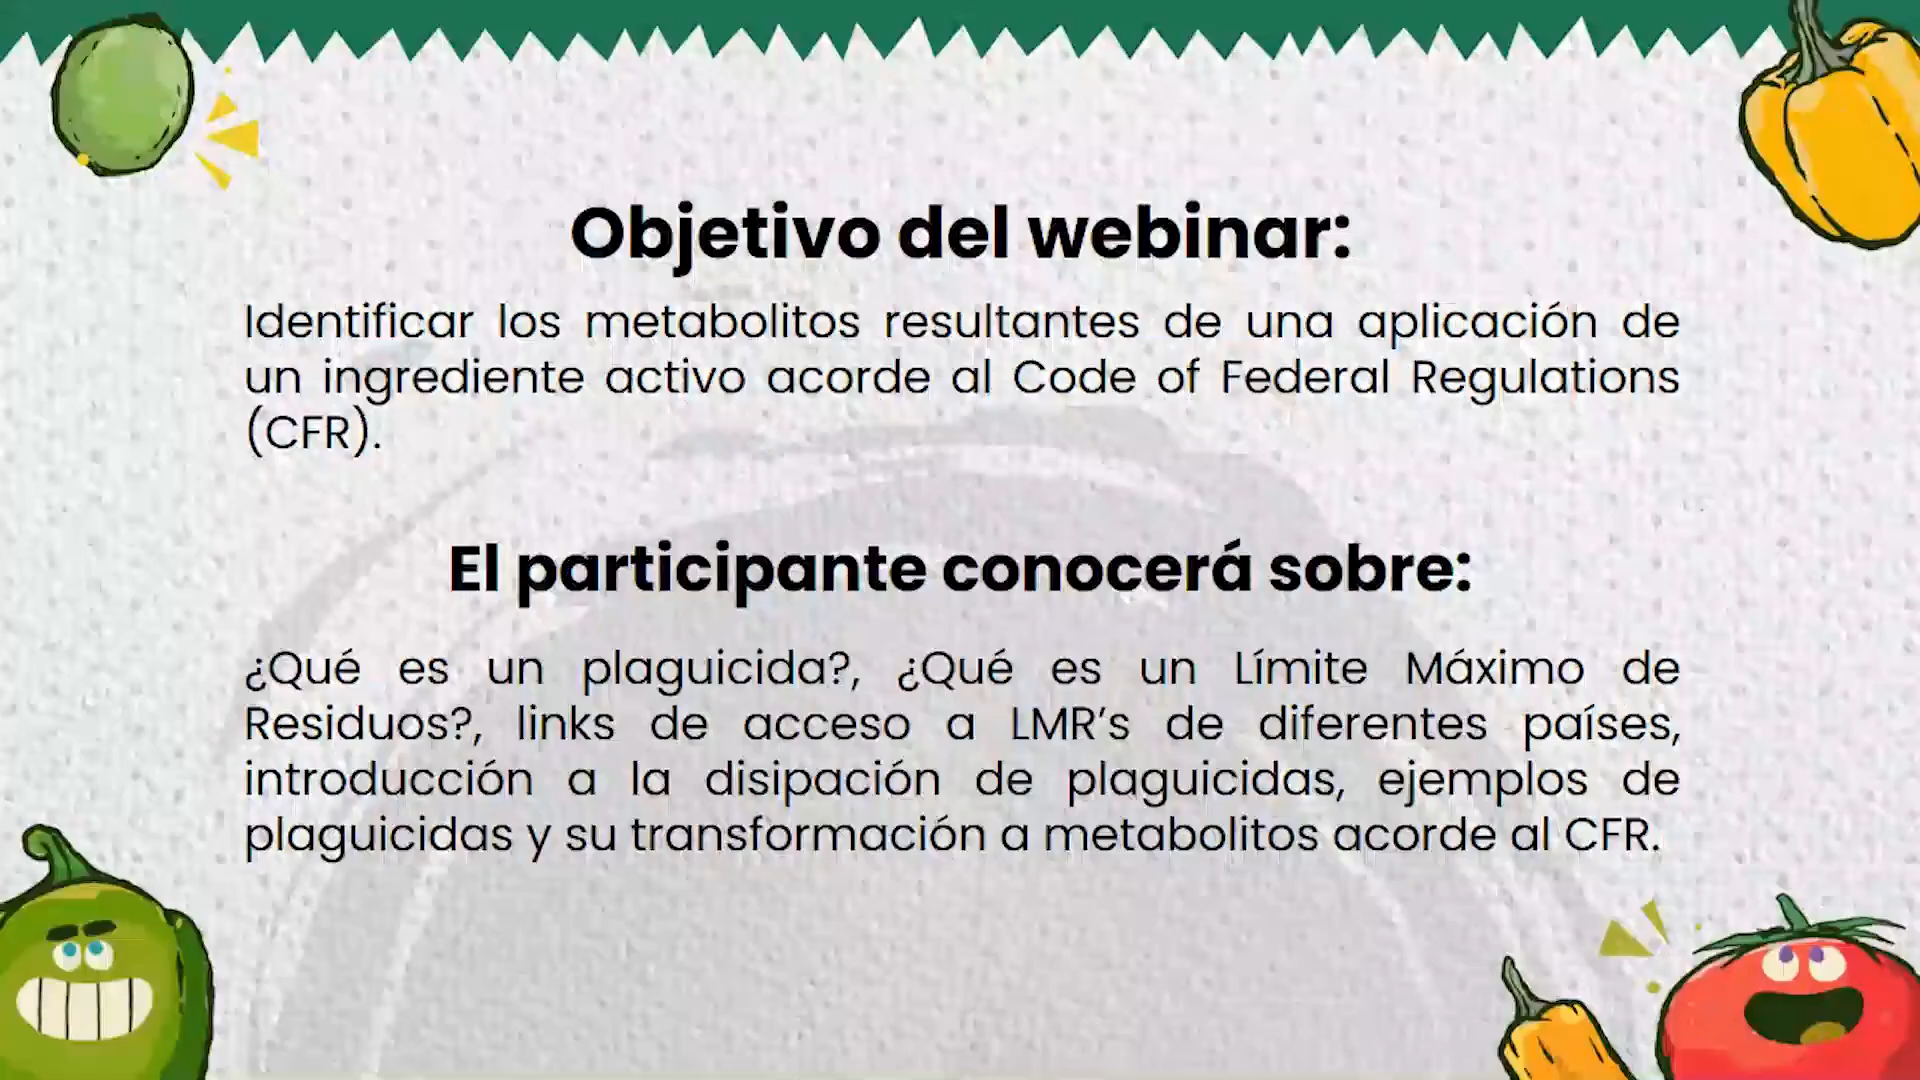 Objetivo del webinar:
Identificar los metabolitos resultantes de una aplicación de
un ingrediente activo acorde al Code of Federal Regulations
(CFR).
El participante conocerá sobre:
¿Qué es un plaguicida?, ¿Qué es un Límite Máximo de
Residuos?, links de acceso a LMR’s de diferentes países,
introducción a la disipación de plaguicidas, ejemplos de
plaguicidas y su transformación a metabolitos acorde al CFR.